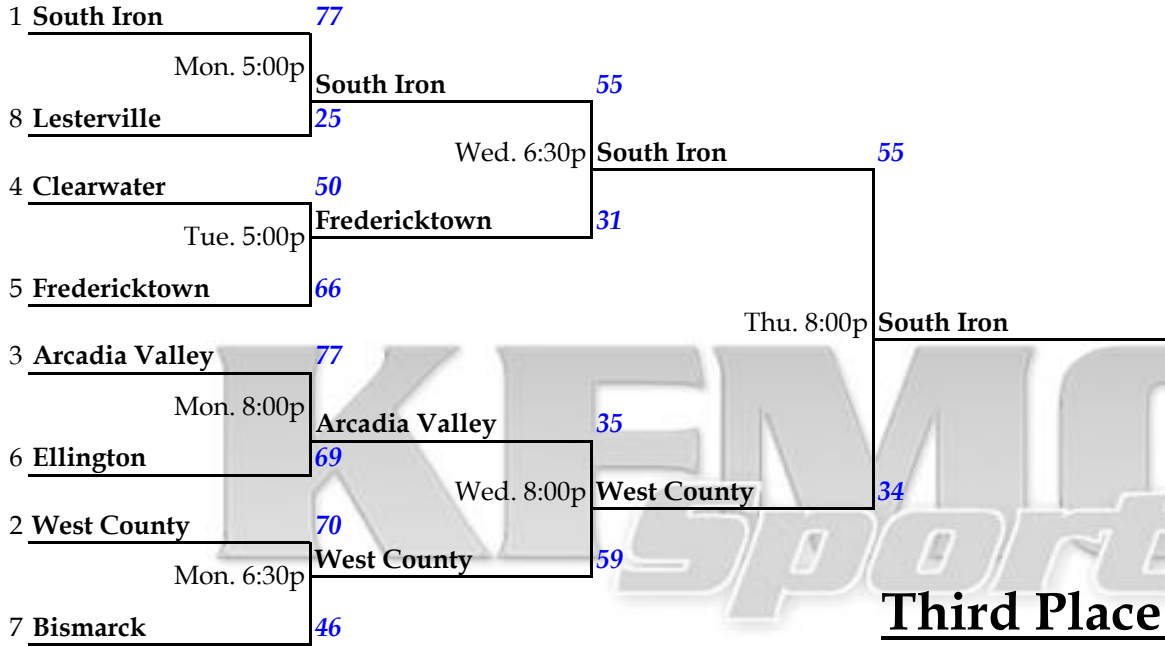 1 South Iron 77
Mon. 5:00p
South Iron 55
8 Lesterville 25
Wed. 6:30p South Iron 55
4 Clearwater 50
Fredericktown 31
Tue. 5:00p
5 Fredericktown 66
Thu. 8:00p South Iron
3 Arcadia Valley 77
Mon. 8:00p
Arcadia Valley 35
6 Ellington 69
Wed. 8:00p West County 34
2 West County 70
West County 59
Mon. 6:30p
7 Bismarck 46
Third Place